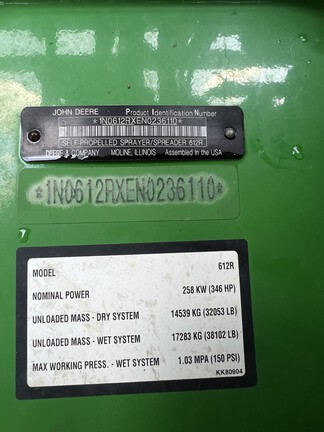 JOHN DEERE Product Identification Number
*1N0612RXEN0236110*
SELF-PROPELLED SPRAYER/SPREADER 612R
DEERE & COMPANY MOLINE, ILLINOIS Assembled in the USA
*1N0612RXEN0236110*
MODEL 612R
NOMINAL POWER 258 KW (346 HP)
UNLOADED MASS - DRY SYSTEM 14539 KG (32053 LB)
UNLOADED MASS - WET SYSTEM 17283 KG (38102 LB)
MAX WORKING PRESS. - WET SYSTEM 1.03 MPA (150 PSI)
KK80904